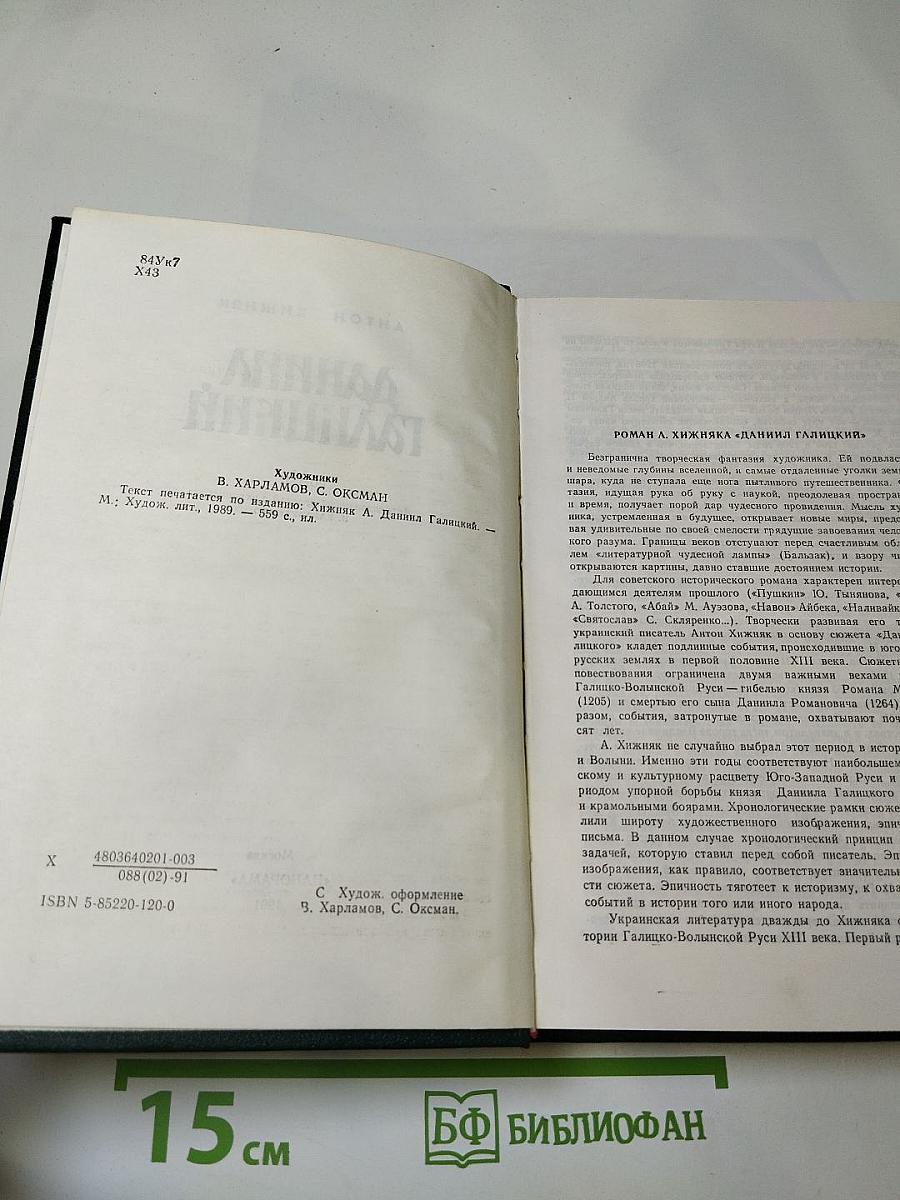 84Ук7
Х43
Художники
В. ХАРЛАМОВ, С. ОКСМАН
Текст печатается по изданию: Хижняк А. Даниил Галицкий. —
М.: Худож. лит., 1989. — 559 с., ил.
Х 4803640201-003
088(02)-91
ISBN 5-85220-120-0
С Худож. оформление
В. Харламов, С. Оксман.
РОМАН А. ХИЖНЯКА «ДАНИИЛ ГАЛИЦКИЙ»
Безгранична творческая фантазия художника. Ей подвласт
и неведомые глубины вселенной, и самые отдаленные уголки зем
шара, куда не ступала еще нога пытливого путешественника.
тазия, идущая рука об руку с наукой, преодолевая простран
и время, получает порой дар чудесного провидения. Мысль ху
ника, устремленная в будущее, открывает новые миры, предс
вая удивительные по своей смелости грядущие завоевания чело
кого разума. Границы веков отступают перед счастливым обл
лем «литературной чудесной лампы» (Бальзак), и взору чи
открываются картины, давно ставшие достоянием истории.
Для советского исторического романа характерен интерес
дающимся деятелям прошлого («Пушкин» Ю. Тынянова, «
А. Толстого, «Абай» М. Ауэзова, «Навои» Айбека, «Наливайк
«Святослав» С. Скляренко...). Творчески развивая его т
украинский писатель Антон Хижняк в основу сюжета «Дан
лицкого» кладет подлинные события, происходившие в юго
русских землях в первой половине XIII века. Сюжетн
повествования ограничена двумя важными вехами
Галицко-Волынской Руси — гибелью князя Романа М
(1205) и смертью его сына Даниила Романовича (1264)
разом, события, затронутые в романе, охватывают поч
сят лет.
А. Хижняк не случайно выбрал этот период в истор
и Волыни. Именно эти годы соответствуют наибольшем
скому и культурному расцвету Юго-Западной Руси и
риодом упорной борьбы князя Даниила Галицкого
и крамольными боярами. Хронологические рамки сюже
лили широту художественного изображения, эпич
письма. В данном случае хронологический принцип
задачей, которую ставил перед собой писатель. Эп
изображения, как правило, соответствует значительн
сти сюжета. Эпичность тяготеет к историзму, к охва
событий в истории того или иного народа.
Украинская литература дважды до Хижняка о
тории Галицко-Волынской Руси XIII века. Первый р
15 см
БФ БИБЛИОФАН